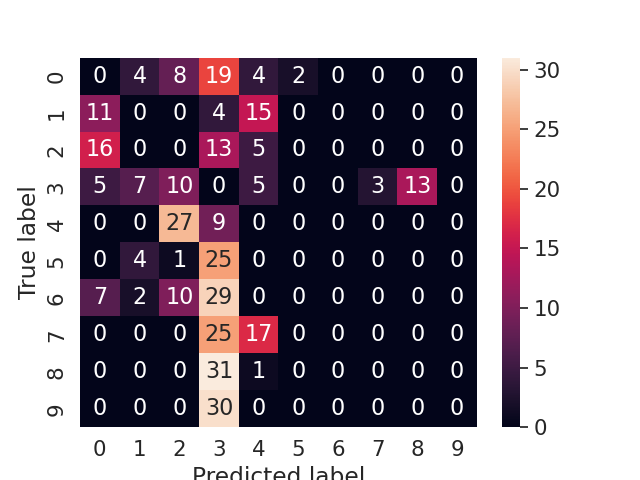 0 0 4 8 19 4 2 0 0 0 0 30
1 11 0 0 4 15 0 0 0 0 0 25
2 16 0 0 13 5 0 0 0 0 0 20
3 5 7 10 0 5 0 0 3 13 0
4 0 0 27 9 0 0 0 0 0 0 15
5 0 4 1 25 0 0 0 0 0 0 10
6 7 2 10 29 0 0 0 0 0 0
7 0 0 0 25 17 0 0 0 0 0 5
8 0 0 0 31 1 0 0 0 0 0
9 0 0 0 30 0 0 0 0 0 0 0
0 1 2 3 4 5 6 7 8 9
True label
Predicted label